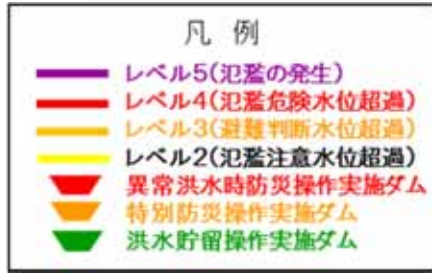 凡 例
レベル5(氾濫の発生)
レベル4(氾濫危険水位超過)
レベル3(避難判断水位超過)
レベル2(氾濫注意水位超過)
異常洪水時防災操作実施ダム
特別防災操作実施ダム
洪水貯留操作実施ダム